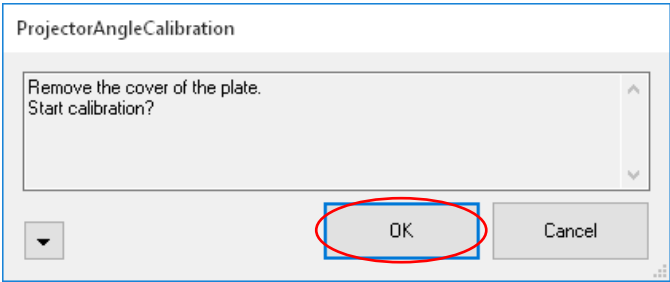 ProjectorAngleCalibration
Remove the cover of the plate.
Start calibration?
OK
Cancel